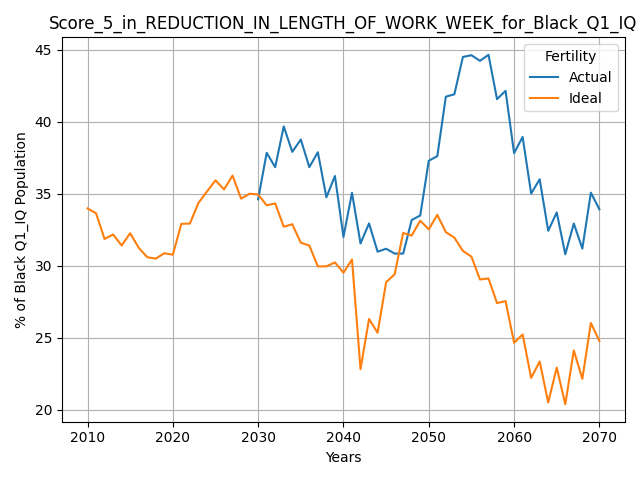 Score_5_in_REDUCTION_IN_LENGTH_OF_WORK_WEEK_for_Black_Q1_IQ
Fertility
Actual
Ideal
% of Black Q1_IQ Population
45
40
35
30
25
20
2010 2020 2030 2040 2050 2060 2070
Years